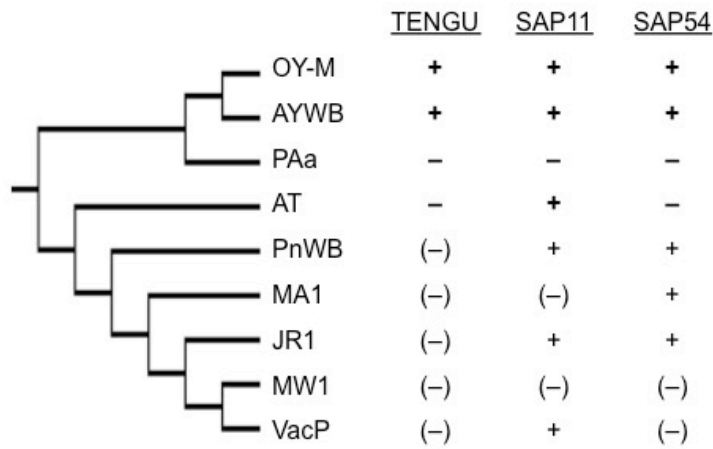 TENGU SAP11 SAP54
OY-M + + +
AYWB + + +
PAa – – –
AT – + –
PnWB (–) + +
MA1 (–) (–) +
JR1 (–) + +
MW1 (–) (–) (–)
VacP (–) + (–)